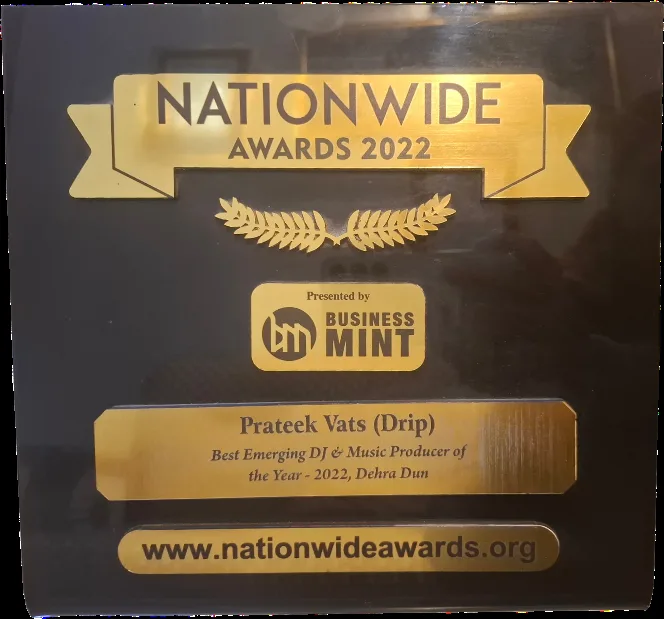 NATIONWIDE
AWARDS 2022
Presented by
bm BUSINESS
MINT
Prateek Vats (Drip)
Best Emerging DJ & Music Producer of
the Year - 2022, Dehra Dun
www.nationwideawards.org